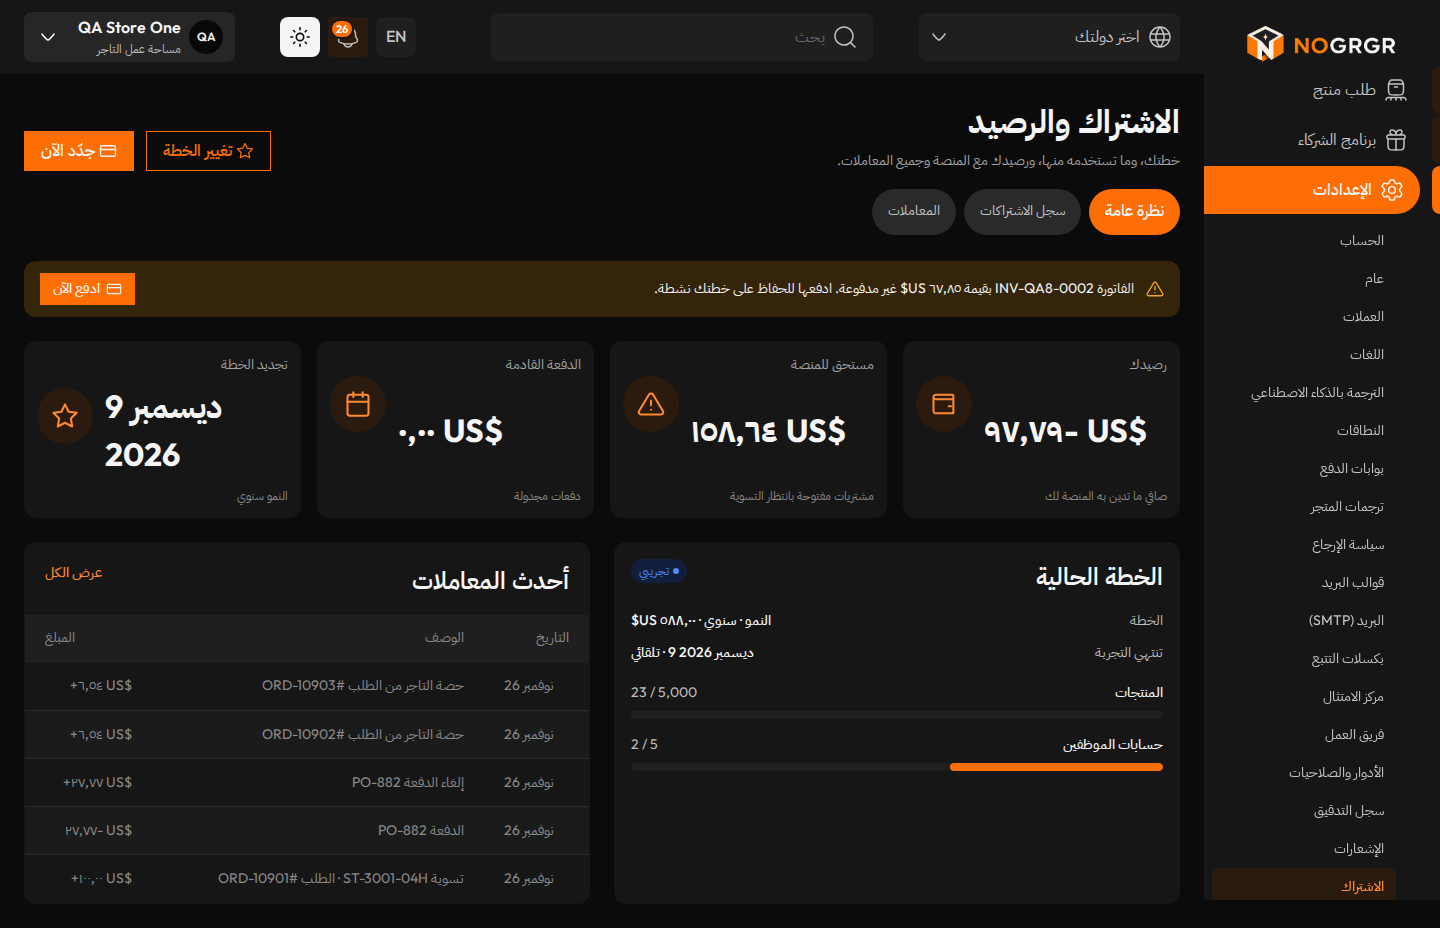 NOGRGR
اختر دولتك
بحث
EN
26
QA
QA Store One
مساحة عمل التاجر
طلب منتج
برنامج الشركاء
الإعدادات
الحساب
عام
العملات
اللغات
الترجمة بالذكاء الاصطناعي
النطاقات
بوابات الدفع
ترجمات المتجر
سياسة الإرجاع
قوالب البريد
البريد (SMTP)
بكسلات التتبع
مركز الامتثال
فريق العمل
الأدوار والصلاحيات
سجل التدقيق
الإشعارات
الاشتراك
الاشتراك والرصيد
خطتك، وما تستخدمه منها، ورصيدك مع المنصة وجميع المعاملات.
تغيير الخطة
جدّد الآن
نظرة عامة
سجل الاشتراكات
المعاملات
الفاتورة INV-QA8-0002 بقيمة ٦٧,٨٥ US$ غير مدفوعة. ادفعها للحفاظ على خطتك نشطة.
ادفع الآن
رصيدك
‎٩٧,٧٩- US$
صافي ما تدين به المنصة لك
مستحق للمنصة
١٥٨,٦٤ US$
مشتريات مفتوحة بانتظار التسوية
الدفعة القادمة
٠,٠٠ US$
دفعات مجدولة
تجديد الخطة
9 ديسمبر
2026
النمو سنوي
الخطة الحالية
تجريبي
الخطة
النمو · سنوي · ٥٨٨,٠٠ US$
تنتهي التجربة
9 ديسمبر 2026 · تلقائي
المنتجات
23 / 5,000
حسابات الموظفين
2 / 5
أحدث المعاملات
عرض الكل
التاريخ
الوصف
المبلغ
26 نوفمبر
حصة التاجر من الطلب #ORD-10903
+٦,٥٤ US$
26 نوفمبر
حصة التاجر من الطلب #ORD-10902
+٦,٥٤ US$
26 نوفمبر
إلغاء الدفعة PO-882
+٢٧,٧٧ US$
26 نوفمبر
الدفعة PO-882
٢٧,٧٧- US$
26 نوفمبر
تسوية ST-3001-04H · الطلب #ORD-10901
+١٠٠,٠٠ US$